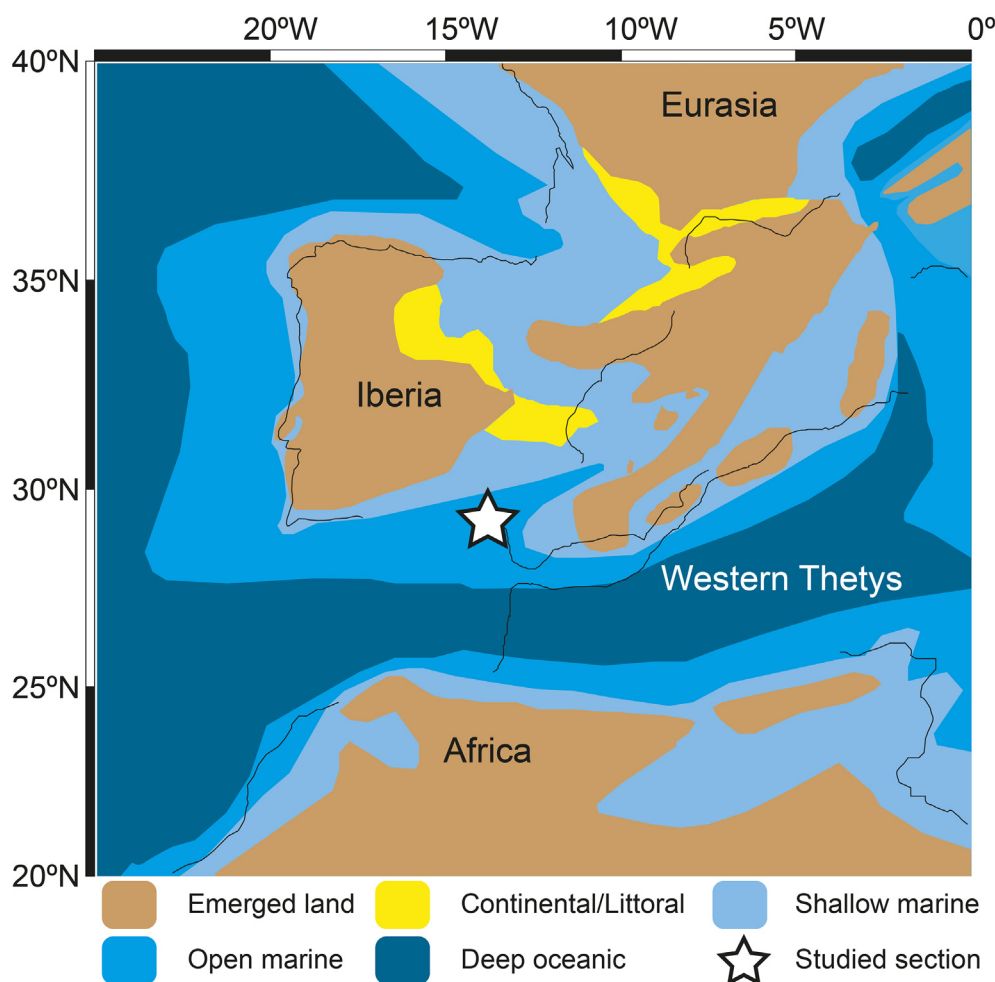 20ºW 15ºW 10ºW 5ºW 0º
40ºN
Eurasia
35ºN
Iberia
30ºN
Western Thetys
25ºN
Africa
20ºN
Emerged land Continental/Littoral Shallow marine
Open marine Deep oceanic Studied section